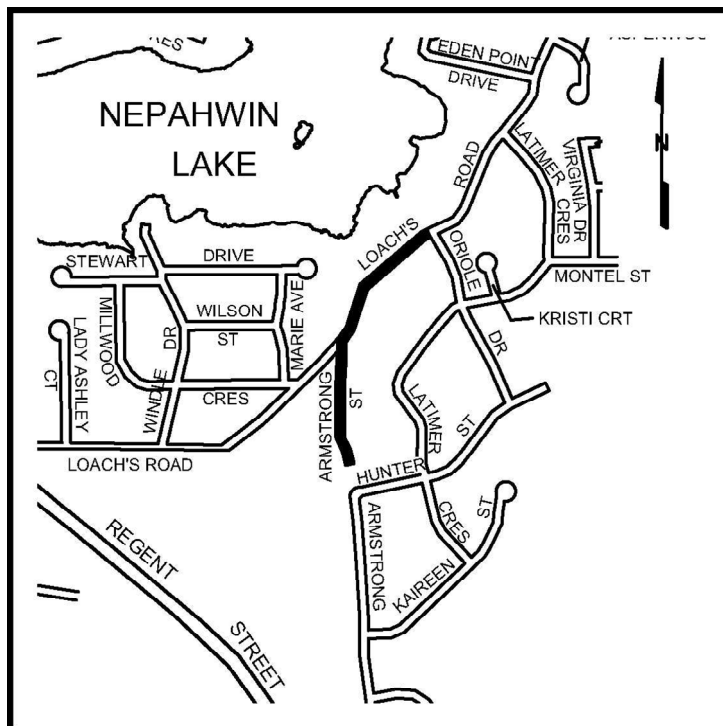 EDEN POINT
DRIVE
NEPAHWIN
LAKE
N
LATIMER
CRES
VIRGINIA DR
ROAD
LOACH'S
ORIOLE
DR
MONTEL ST
KRISTI CRT
STEWART
DRIVE
WILSON
ST
MARIE AVE
MILLWOOD
CRES
WINDLE
DR
LADY ASHLEY
CT
LOACH'S ROAD
ARMSTRONG
ST
LATIMER
CRES
HUNTER
ST
ARMSTRONG
KAIREEN
ST
REGENT
STREET